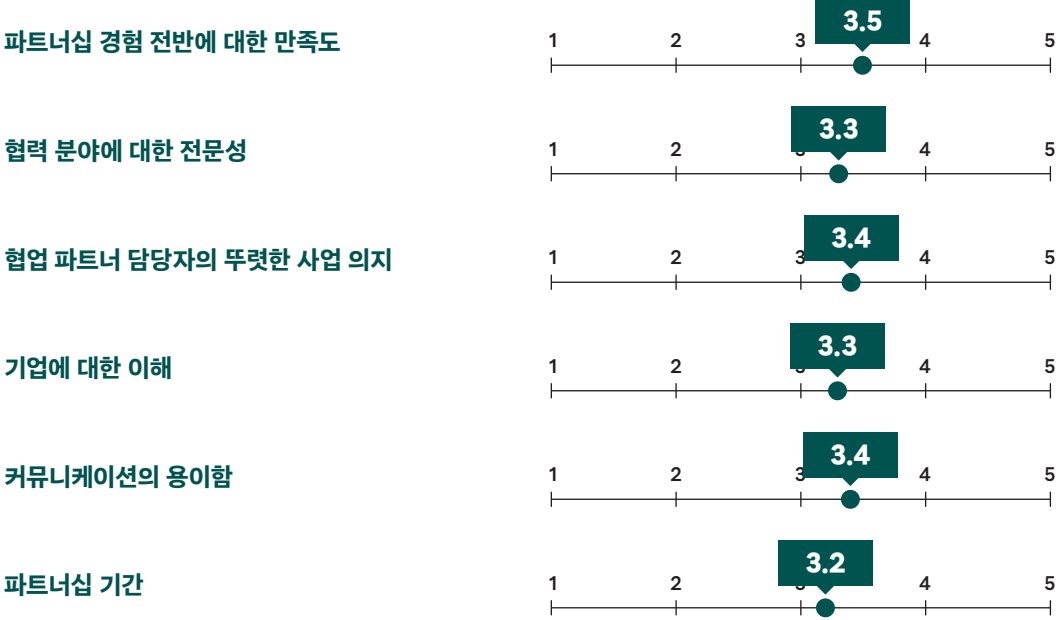 파트너십 경험 전반에 대한 만족도
1 2 3 3.5 4 5
협력 분야에 대한 전문성
1 2 3.3 4 5
협업 파트너 담당자의 뚜렷한 사업 의지
1 2 3 3.4 4 5
기업에 대한 이해
1 2 3.3 4 5
커뮤니케이션의 용이함
1 2 3 3.4 4 5
파트너십 기간
1 2 3.2 4 5